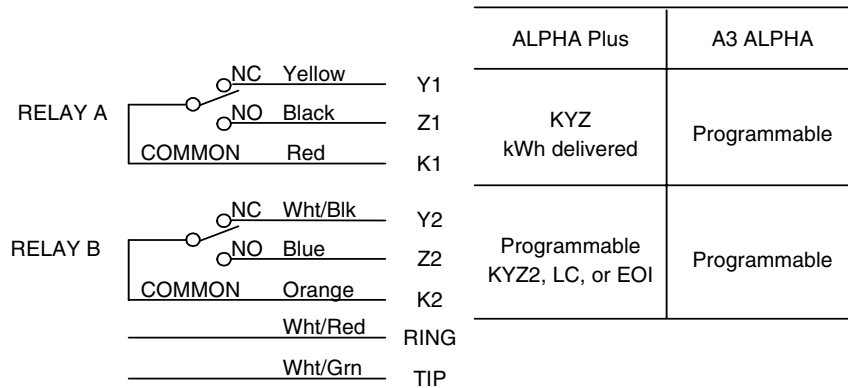 ALPHA Plus A3 ALPHA
NC Yellow Y1
RELAY A NO Black Z1
KYZ
kWh delivered
Programmable
COMMON Red K1
NC Wht/Blk Y2
RELAY B NO Blue Z2
Programmable
KYZ2, LC, or EOI
Programmable
COMMON Orange K2
Wht/Red RING
Wht/Grn TIP